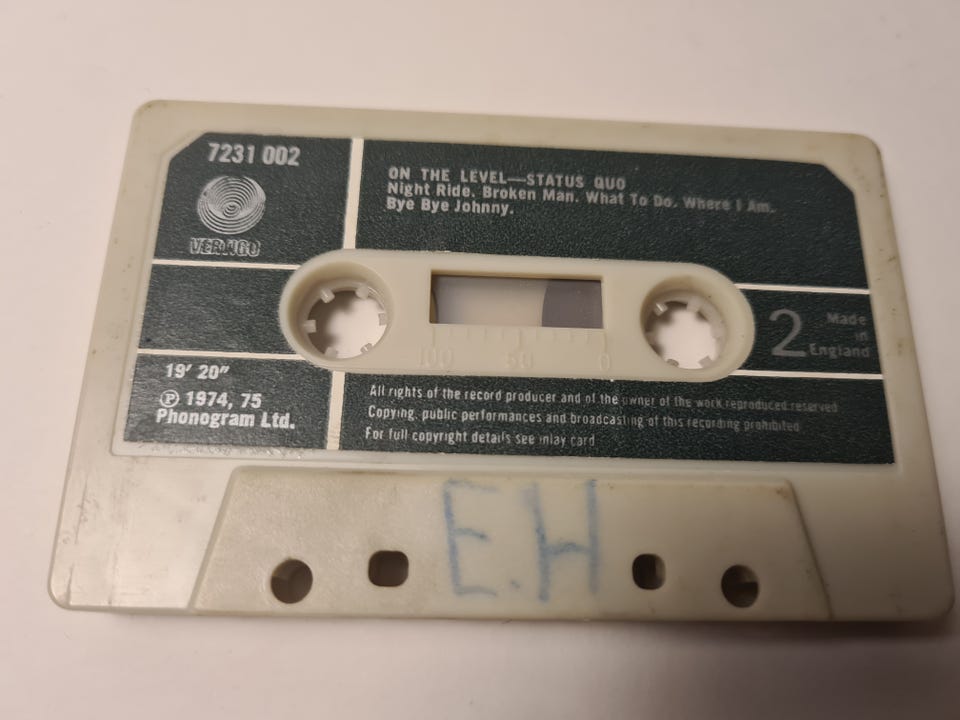 7231 002
VERTIGO
ON THE LEVEL—STATUS QUO
Night Ride. Broken Man. What To Do. Where I Am.
Bye Bye Johnny.
100 50 0
2
Made
in
England
19' 20"
Ⓟ 1974, 75
Phonogram Ltd.
All rights of the record producer and of the owner of the work reproduced reserved
Copying, public performances and broadcasting of this recording prohibited
For full copyright details see inlay card
E.H